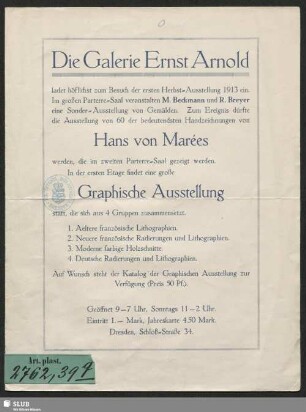 Die Galerie Ernst Arnold
ladet höflichst zum Besuch der ersten Herbst-Ausstellung 1913 ein.
Im großen Parterre-Saal veranstalten M. Beckmann und R. Breyer
eine Sonder-Ausstellung von Gemälden. Zum Ereignis dürfte
die Ausstellung von 60 der bedeutendsten Handzeichnungen von
Hans von Marées
werden, die im zweiten Parterre-Saal gezeigt werden.
In der ersten Etage findet eine große
Graphische Ausstellung
statt, die sich aus 4 Gruppen zusammensetzt.
1. Aeltere französische Lithographien.
2. Neuere französische Radierungen und Lithographien.
3. Moderne farbige Holzschnitte.
4. Deutsche Radierungen und Lithographien.
Auf Wunsch steht der Katalog der Graphischen Ausstellung zur
Verfügung (Preis 50 Pf.).
Geöffnet 9—7 Uhr, Sonntags 11—2 Uhr.
Eintritt 1.— Mark, Jahreskarte 4.50 Mark.
Dresden, Schloß-Straße 34.
Art. plast.
2762,39
SLUB